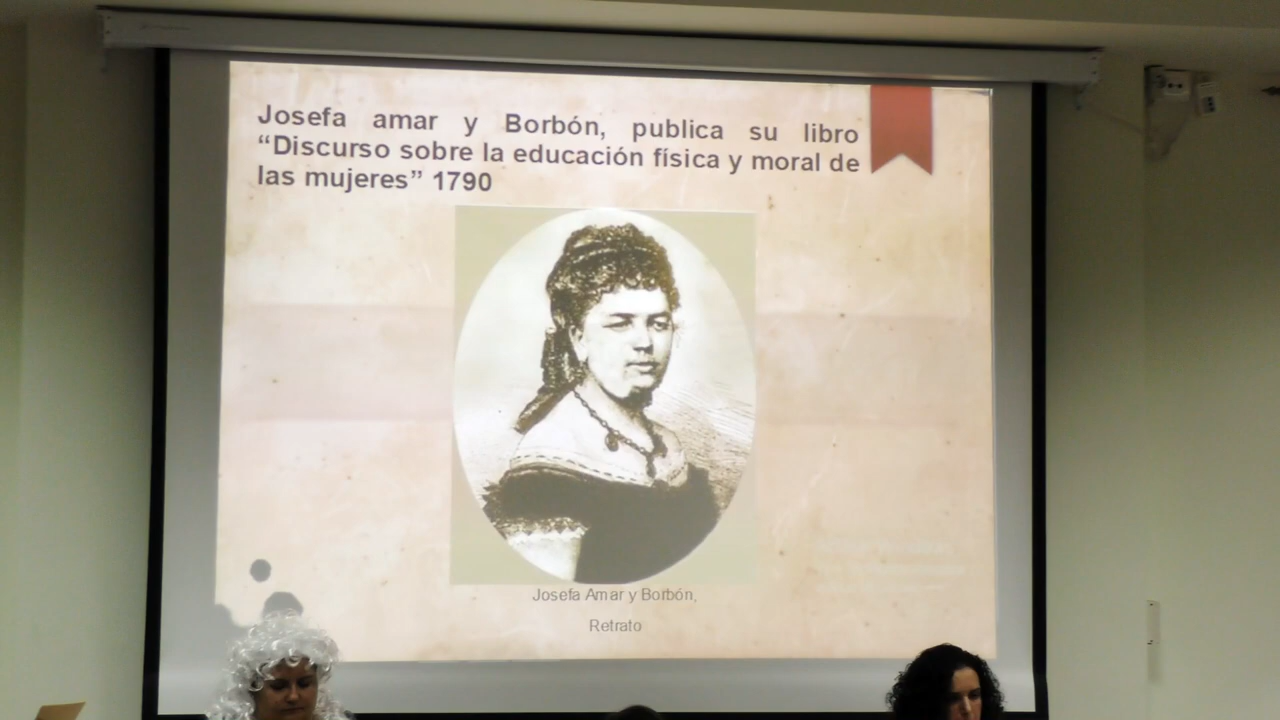 Josefa amar y Borbón, publica su libro
“Discurso sobre la educación física y moral de
las mujeres” 1790
Josefa Amar y Borbón,
Retrato